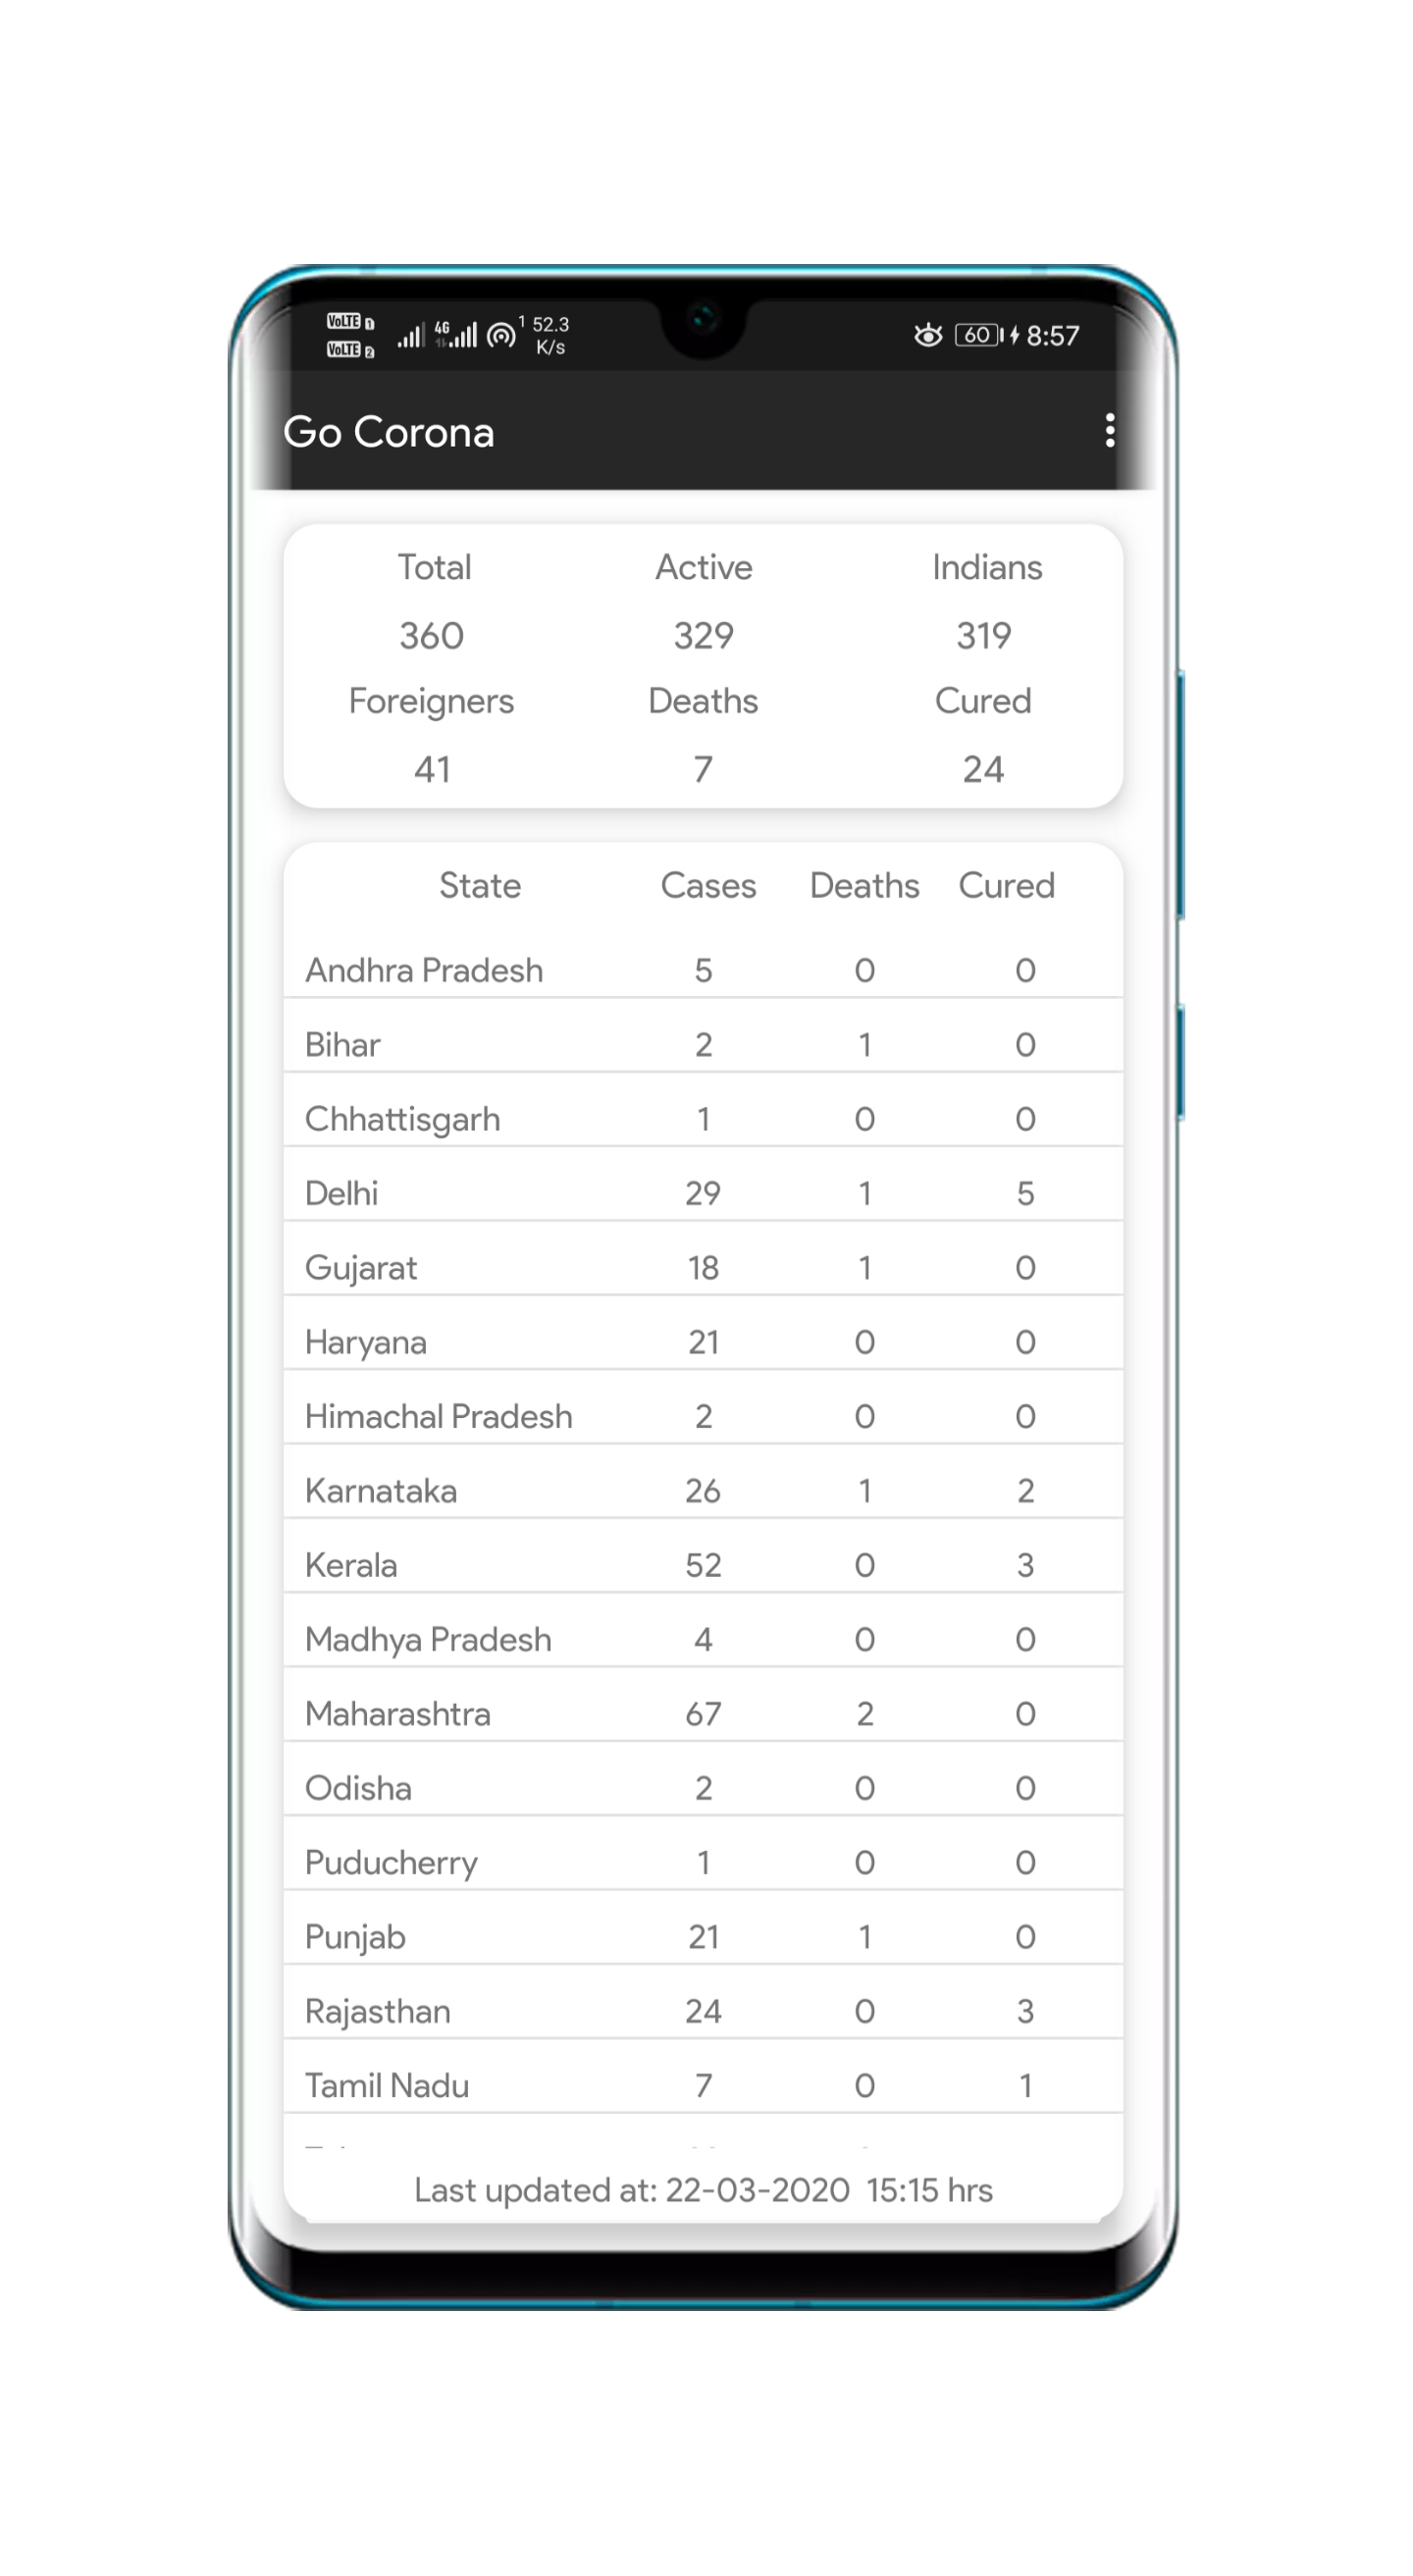 VoLTE 1 4G 1 52.3 60 8:57
VoLTE 2 K/s
Go Corona
Total Active Indians
360 329 319
Foreigners Deaths Cured
41 7 24
State Cases Deaths Cured
Andhra Pradesh 5 0 0
Bihar 2 1 0
Chhattisgarh 1 0 0
Delhi 29 1 5
Gujarat 18 1 0
Haryana 21 0 0
Himachal Pradesh 2 0 0
Karnataka 26 1 2
Kerala 52 0 3
Madhya Pradesh 4 0 0
Maharashtra 67 2 0
Odisha 2 0 0
Puducherry 1 0 0
Punjab 21 1 0
Rajasthan 24 0 3
Tamil Nadu 7 0 1
Last updated at: 22-03-2020 15:15 hrs